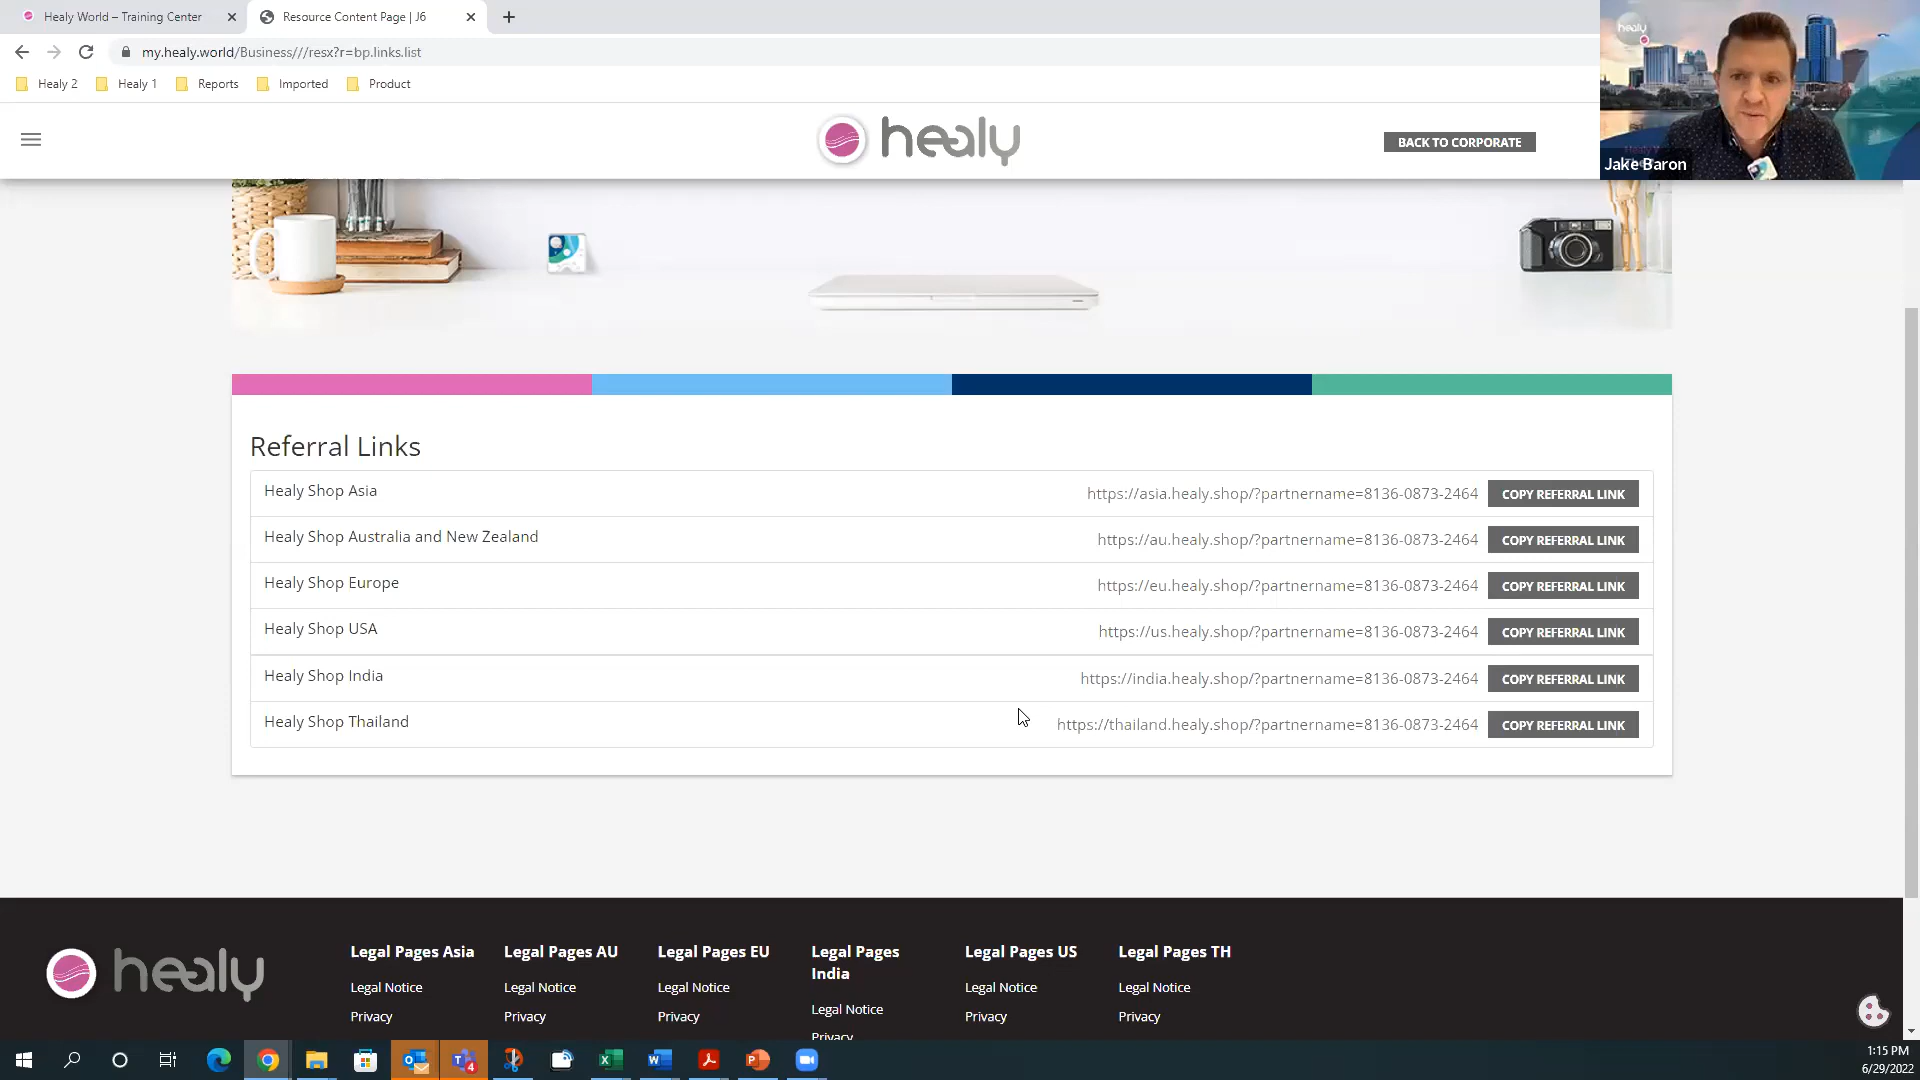 Healy World – Training Center
Resource Content Page | J6
my.healy.world/Business///resx?r=bp.links.list
Healy 2
Healy 1
Reports
Imported
Product
healy
BACK TO CORPORATE
healy
Jake Baron
Referral Links
Healy Shop Asia
https://asia.healy.shop/?partnername=8136-0873-2464
COPY REFERRAL LINK
Healy Shop Australia and New Zealand
https://au.healy.shop/?partnername=8136-0873-2464
COPY REFERRAL LINK
Healy Shop Europe
https://eu.healy.shop/?partnername=8136-0873-2464
COPY REFERRAL LINK
Healy Shop USA
https://us.healy.shop/?partnername=8136-0873-2464
COPY REFERRAL LINK
Healy Shop India
https://india.healy.shop/?partnername=8136-0873-2464
COPY REFERRAL LINK
Healy Shop Thailand
https://thailand.healy.shop/?partnername=8136-0873-2464
COPY REFERRAL LINK
healy
Legal Pages Asia
Legal Notice
Privacy
Legal Pages AU
Legal Notice
Privacy
Legal Pages EU
Legal Notice
Privacy
Legal Pages
India
Legal Notice
Privacy
Legal Pages US
Legal Notice
Privacy
Legal Pages TH
Legal Notice
Privacy
4
1:15 PM
6/29/2022